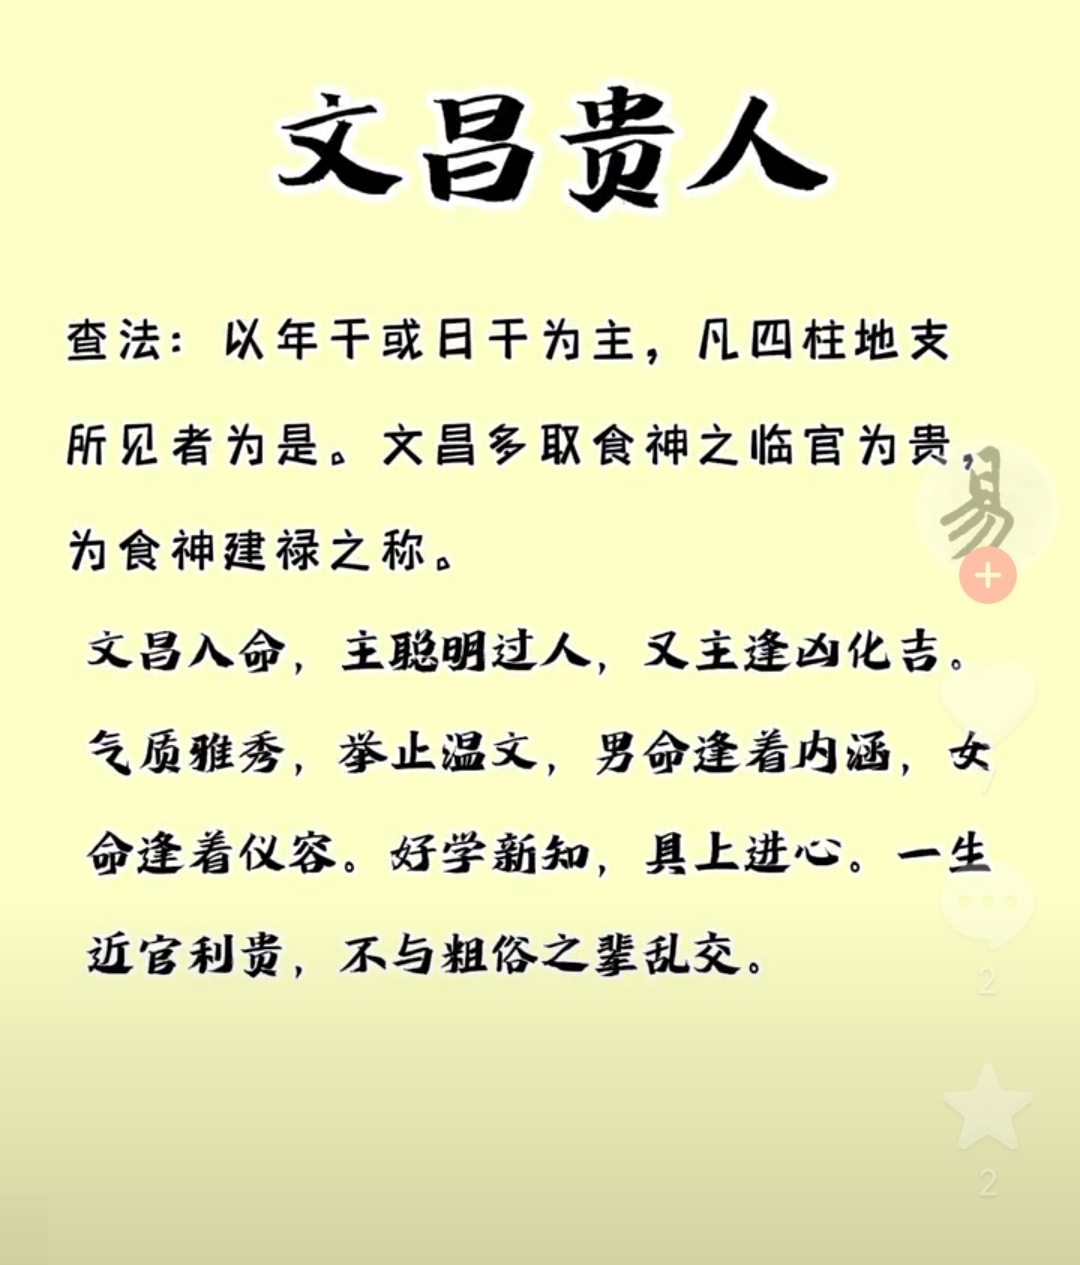 文昌贵人
查法：以年干或日干为主，凡四柱地支
所见者为是。文昌多取食神之临官为贵，
为食神建禄之称。
文昌入命，主聪明过人，又主逢凶化吉。
气质雅秀，举止温文，男命逢着内涵，女
命逢着仪容。好学新知，具上进心。一生
近官利贵，不与粗俗之辈乱交。
易
7
2
2